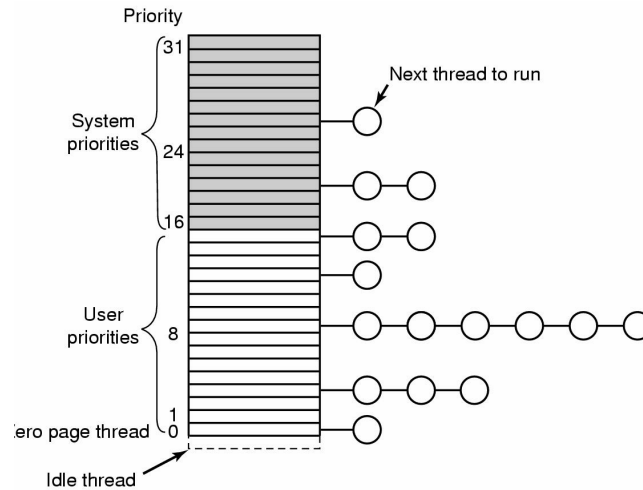 Priority
31
Next thread to run
System
priorities
24
16
User
priorities
8
1
ero page thread
0
Idle thread